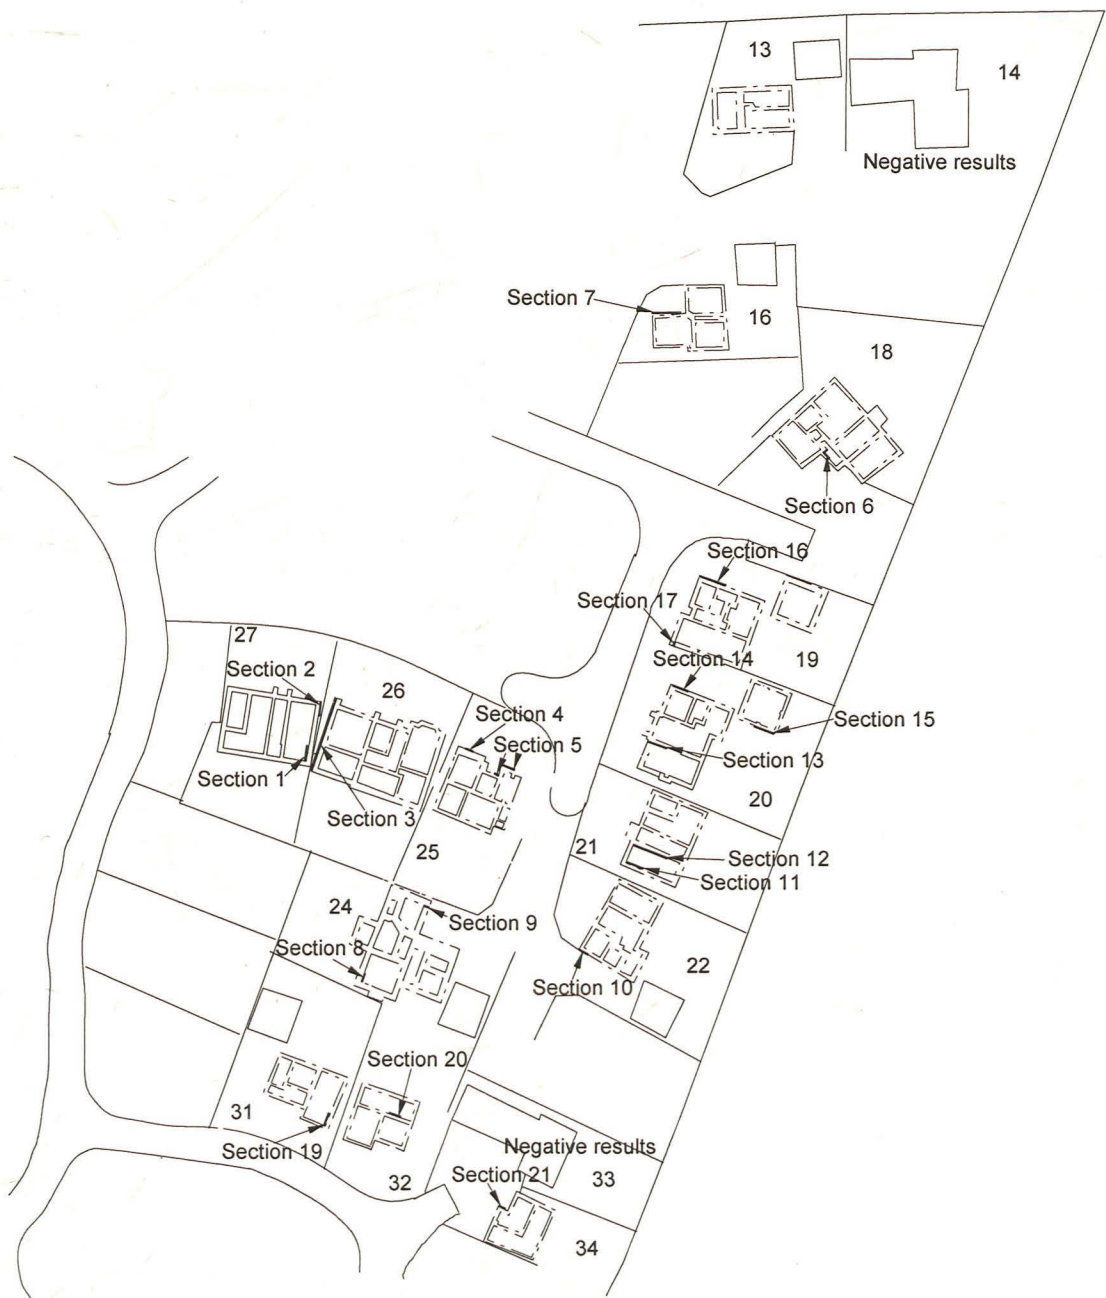 13
14
Negative results
Section 7
16
18
Section 6
Section 16
Section 17
Section 14
19
27
Section 2
26
Section 4
Section 5
Section 15
Section 1
Section 13
Section 3
20
25
21
Section 12
Section 11
24
Section 9
Section 8
22
Section 10
Section 20
31
Section 19
Negative results
Section 21
33
32
34